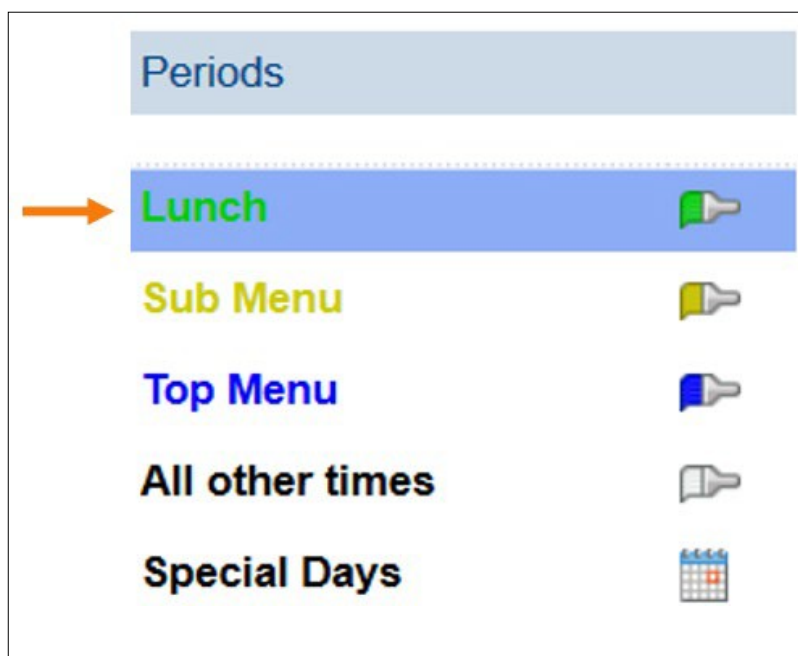 Periods
Lunch
Sub Menu
Top Menu
All other times
Special Days